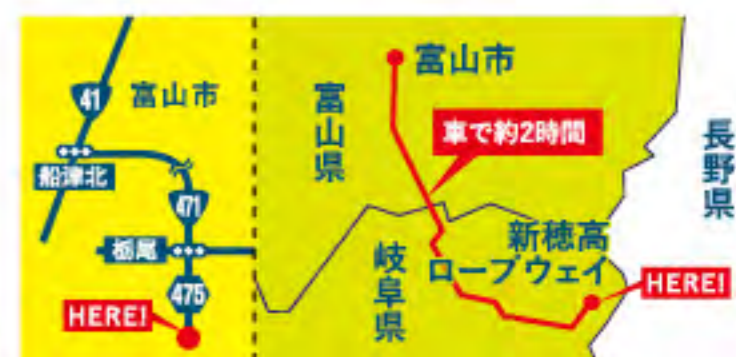 41
富山市
船津北
471
栃尾
475
HERE!
富山市
富山県
車で約2時間
長野県
岐阜県
新穂高
ロープウェイ
HERE!